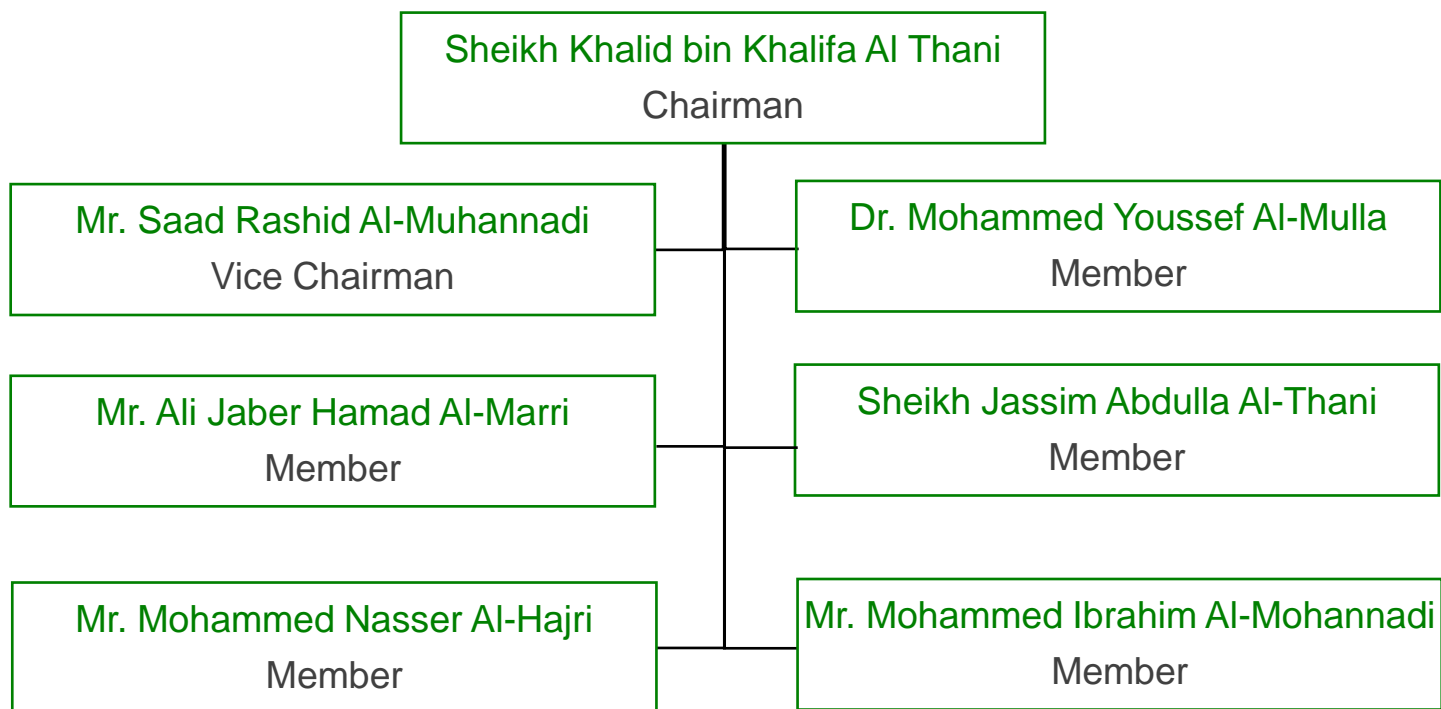 Sheikh Khalid bin Khalifa Al Thani
Chairman
Mr. Saad Rashid Al-Muhannadi
Vice Chairman
Dr. Mohammed Youssef Al-Mulla
Member
Mr. Ali Jaber Hamad Al-Marri
Member
Sheikh Jassim Abdulla Al-Thani
Member
Mr. Mohammed Nasser Al-Hajri
Member
Mr. Mohammed Ibrahim Al-Mohannadi
Member